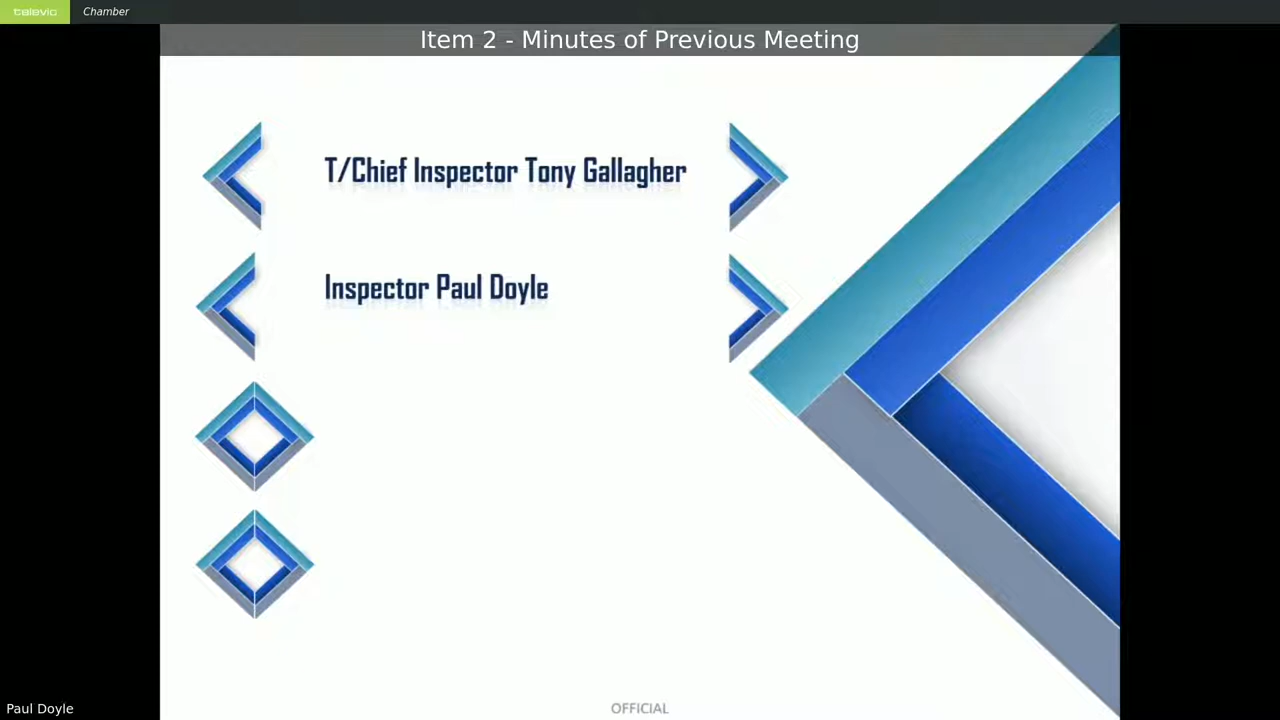 televic
Chamber
Item 2 - Minutes of Previous Meeting
T/Chief Inspector Tony Gallagher
Inspector Paul Doyle
Paul Doyle
OFFICIAL